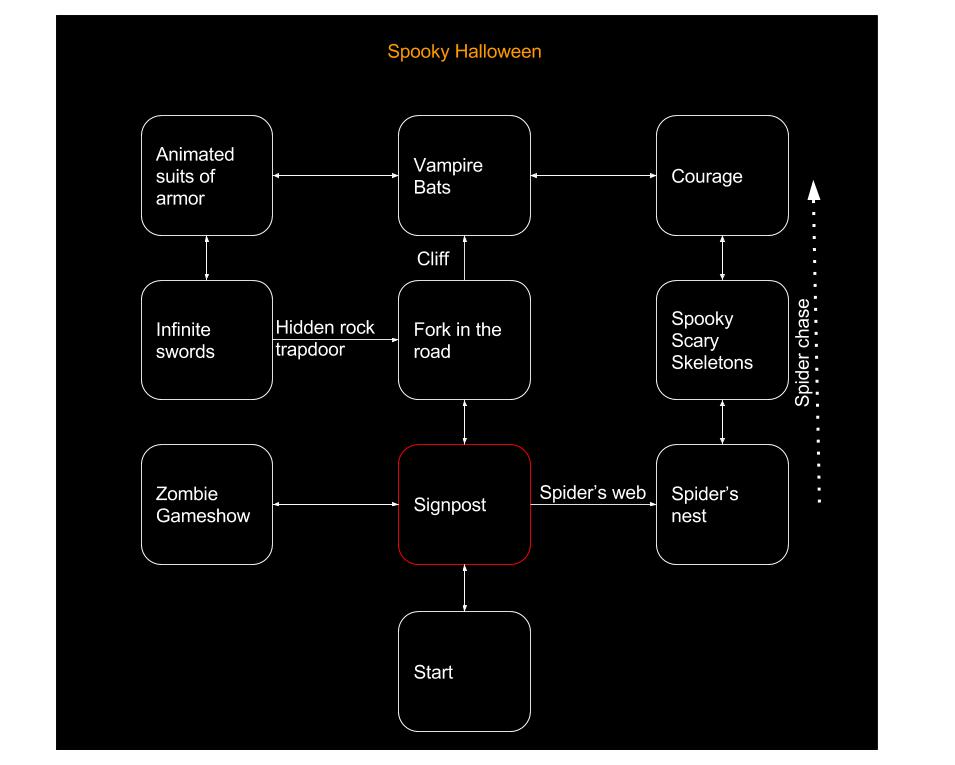 Spooky Halloween
Animated
suits of
armor
Vampire
Bats
Courage
Cliff
Infinite
swords
Hidden rock
trapdoor
Fork in the
road
Spooky
Scary
Skeletons
Spider chase
Zombie
Gameshow
Signpost
Spider's web
Spider's
nest
Start